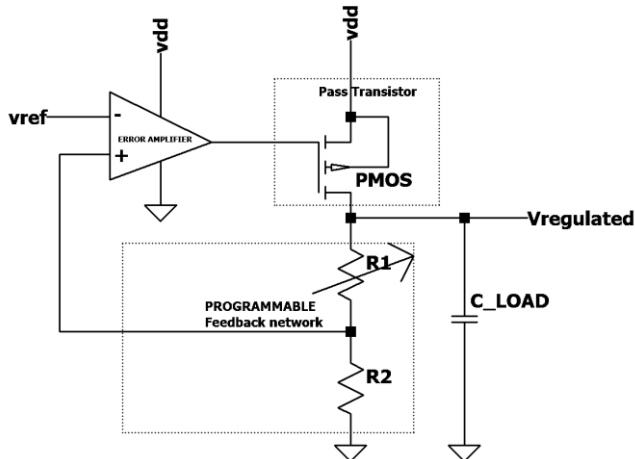 vdd
vdd
Pass Transistor
vref
-
ERROR AMPLIFIER
+
PMOS
Vregulated
R1
PROGRAMMABLE
Feedback network
C_LOAD
R2